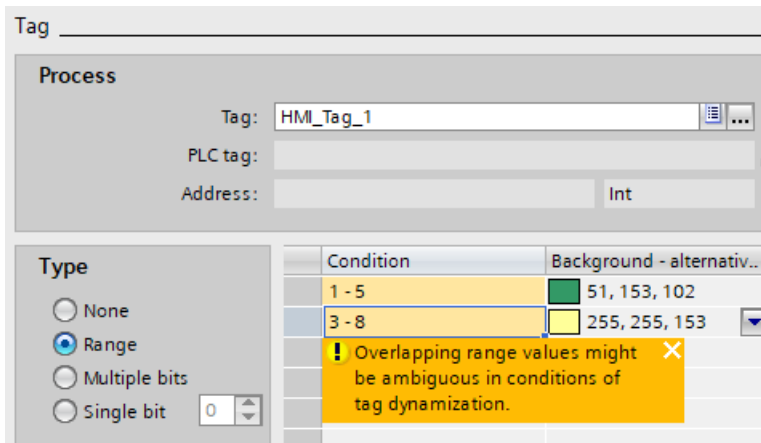 Tag
Process
Tag: HMI_Tag_1 ...
PLC tag:
Address: Int
Type
None
Range
Multiple bits
Single bit 0
Condition Background - alternativ...
1 - 5 51, 153, 102
3 - 8 255, 255, 153
! Overlapping range values might
be ambiguous in conditions of
tag dynamization.